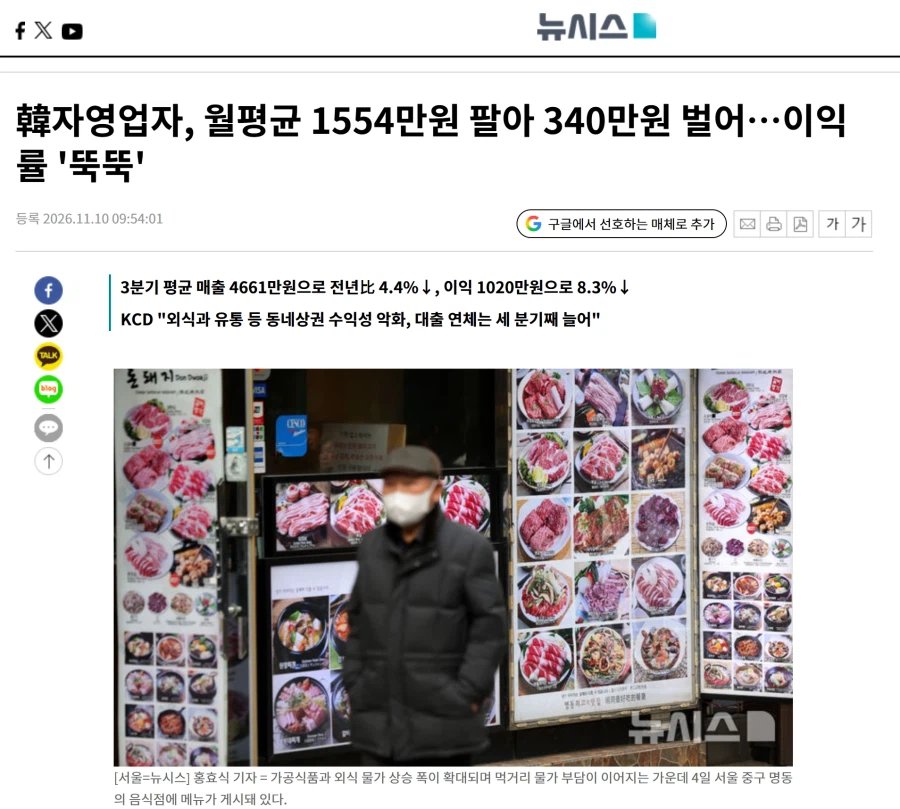 뉴시스
韓자영업자, 월평균 1554만원 팔아 340만원 벌어…이익
률 '뚝뚝'
등록 2026.11.10 09:54:01
구글에서 선호하는 매체로 추가
가 가
3분기 평균 매출 4661만원으로 전년比 4.4%↓, 이익 1020만원으로 8.3%↓
KCD "외식과 유통 등 동네상권 수익성 악화, 대출 연체는 세 분기째 늘어"
TALK
blog
돈돼지 Don Dwaeji
VISA
CESCO
뉴시스
[서울=뉴시스] 홍효식 기자 = 가공식품과 외식 물가 상승 폭이 확대되며 먹거리 물가 부담이 이어지는 가운데 4일 서울 중구 명동
의 음식점에 메뉴가 게시돼 있다.